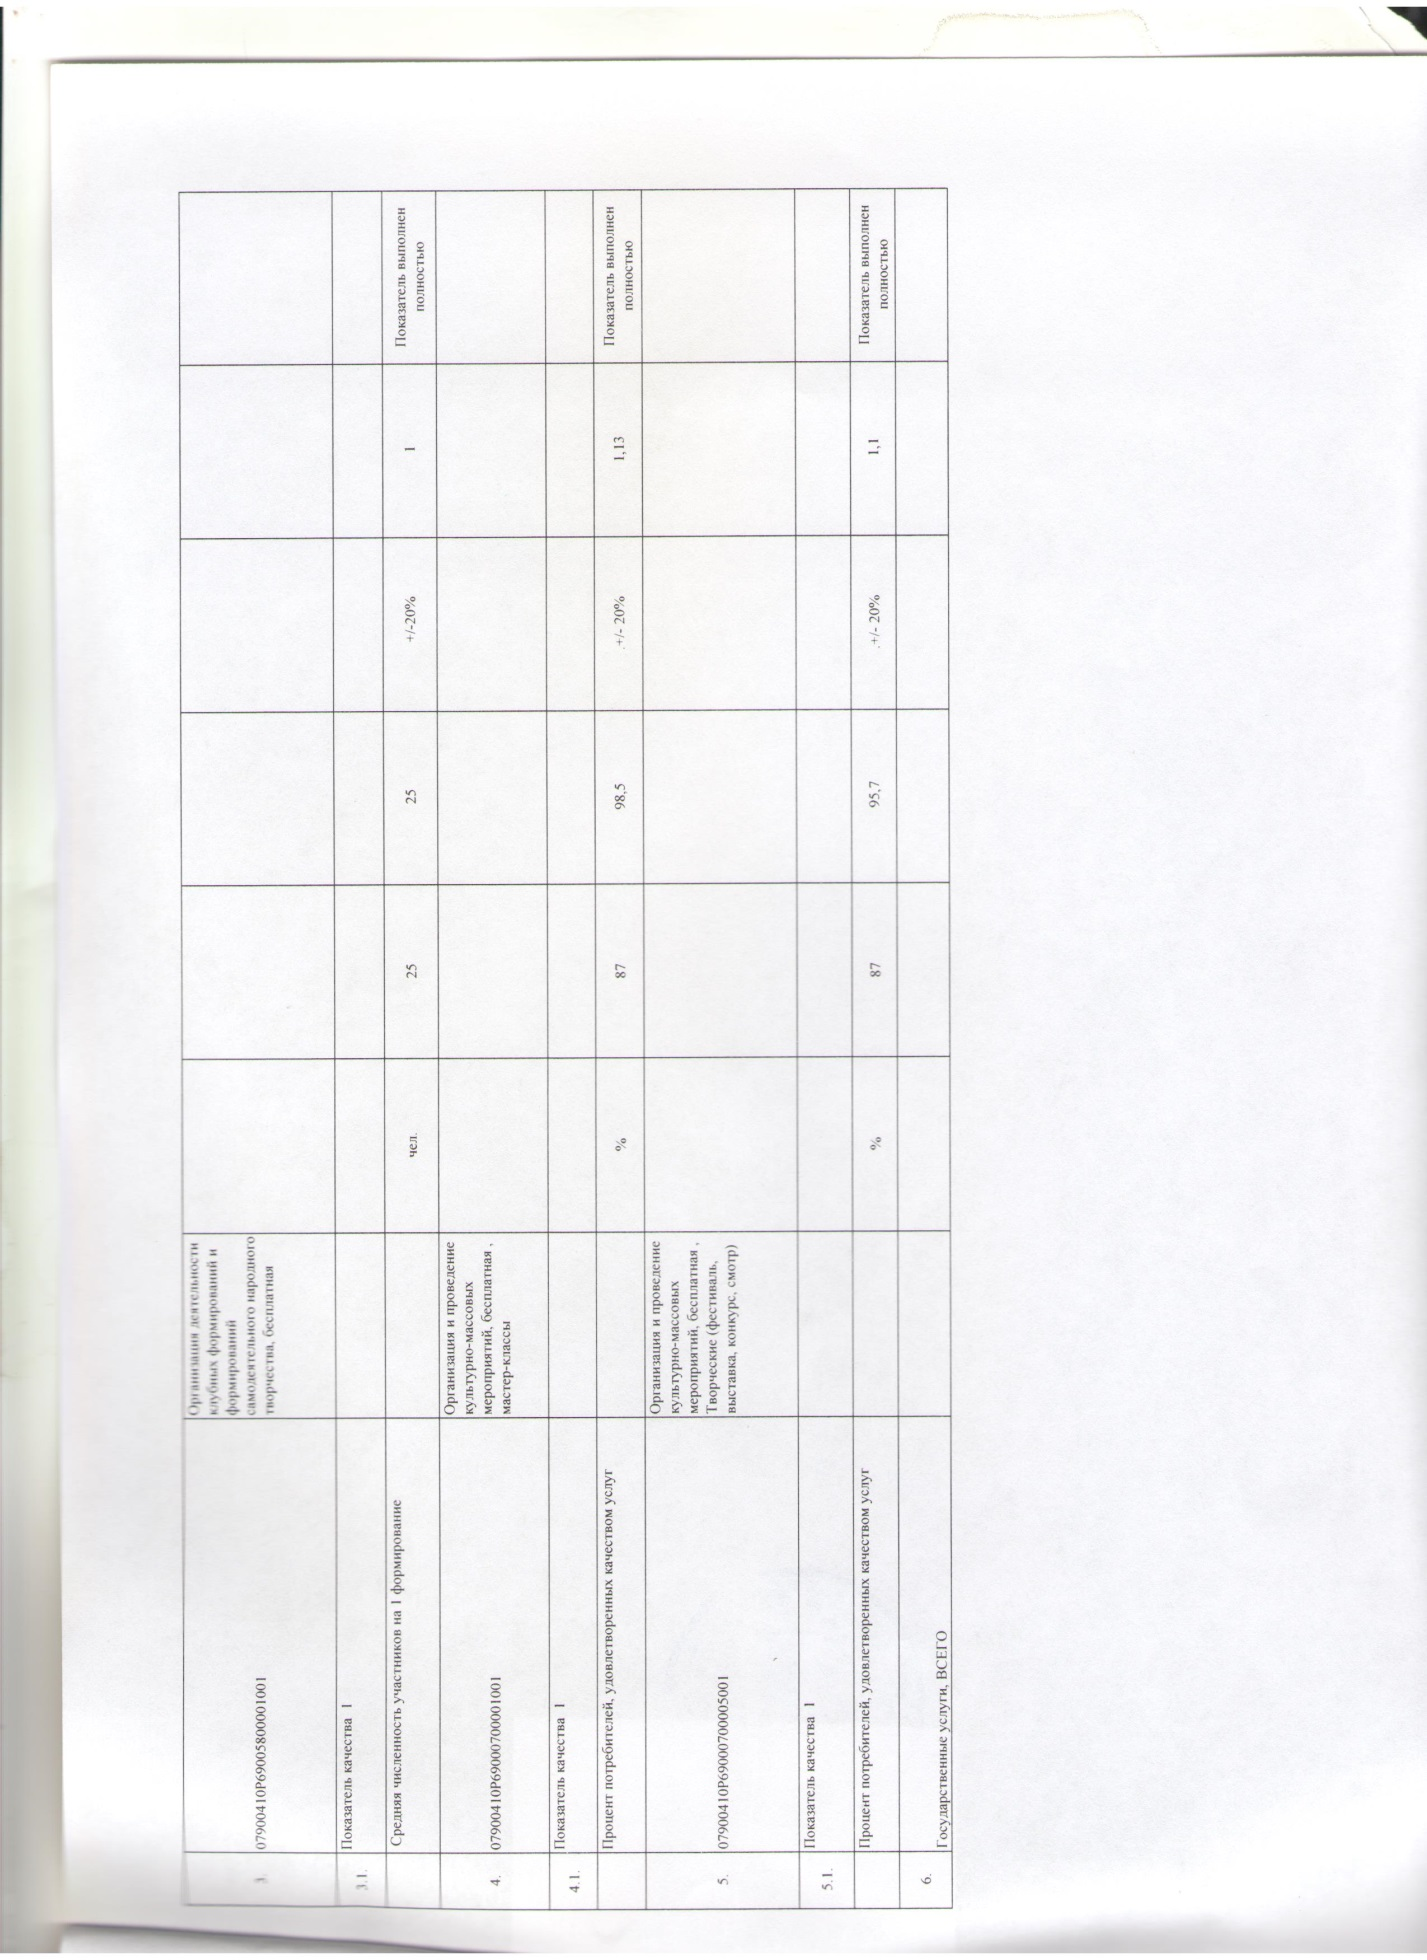 3.
07900410Р69005800001001
Организация деятельности
клубных формирований и
формирований
самодеятельного народного
творчества, бесплатная
3.1.
Показатель качества 1
Средняя численность участников на 1 формирование
чел.
25
25
+/-20%
1
Показатель выполнен
полностью
4.
07900410Р69000700001001
Организация и проведение
культурно-массовых
мероприятий, бесплатная ,
мастер-классы
4.1.
Показатель качества 1
Процент потребителей, удовлетворенных качеством услуг
%
87
98,5
+/- 20%
1,13
Показатель выполнен
полностью
5.
07900410Р69000700005001
Организация и проведение
культурно-массовых
мероприятий, бесплатная ,
Творческие (фестиваль,
выставка, конкурс, смотр)
5.1.
Показатель качества 1
Процент потребителей, удовлетворенных качеством услуг
%
87
95,7
+/- 20%
1,1
Показатель выполнен
полностью
6.
Государственные услуги, ВСЕГО